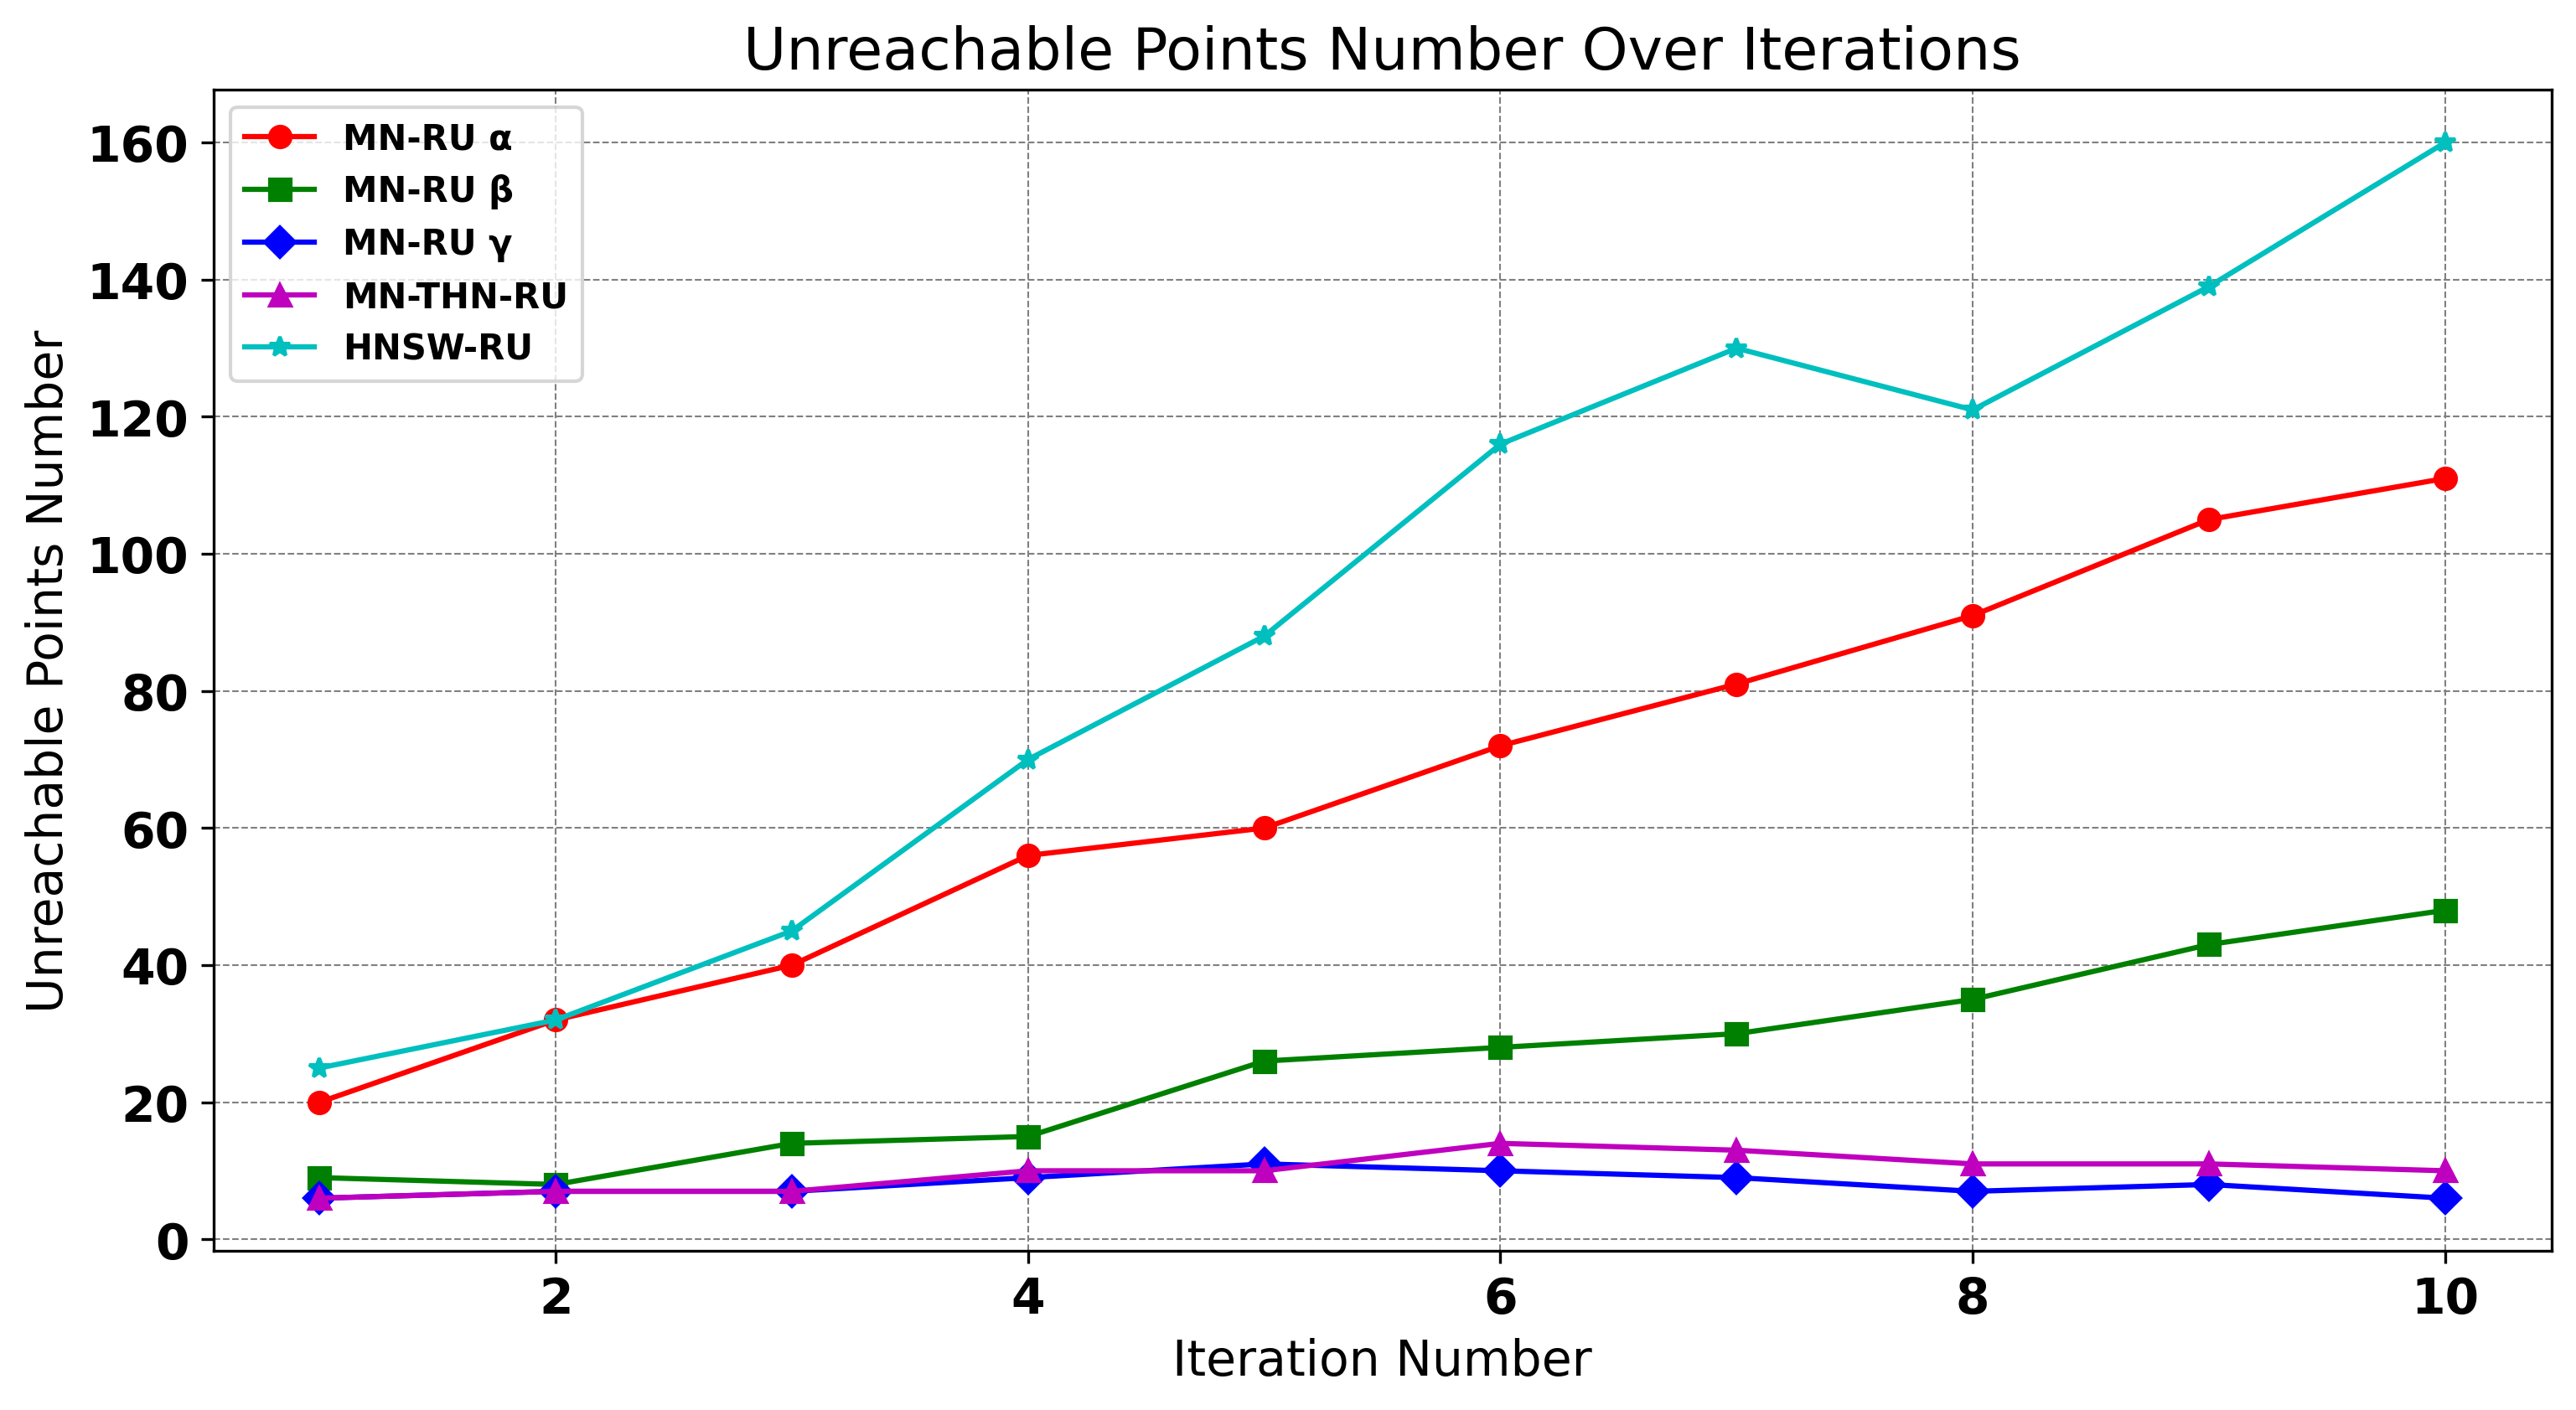 Unreachable Points Number Over Iterations
MN-RU α
MN-RU β
MN-RU γ
MN-THN-RU
HNSW-RU
Unreachable Points Number
160
140
120
100
80
60
40
20
0
2 4 6 8 10
Iteration Number